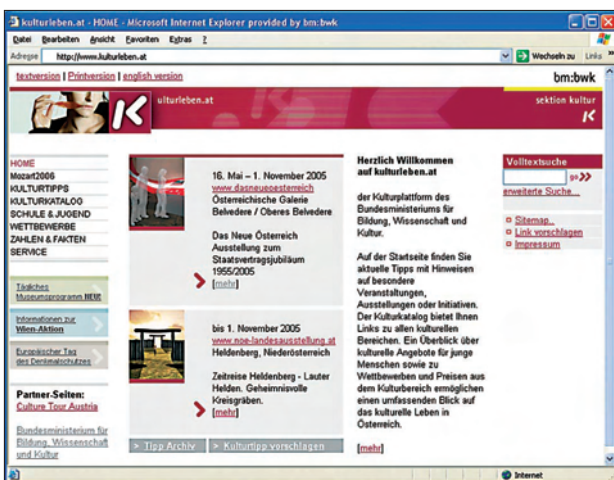 kulturleben.at - HOME - Microsoft Internet Explorer provided by bm:bwk
Datei Bearbeiten Ansicht Favoriten Extras ?
Adresse http://www.kulturleben.at Wechseln zu Links »
textversion | Printversion | english version
bm:bwk
K ulturleben.at
sektion kultur
K
HOME
Mozart2006
KULTURTIPPS
KULTURKATALOG
SCHULE & JUGEND
WETTBEWERBE
ZAHLEN & FAKTEN
SERVICE
Tägliches
Museumsprogramm NEUE
Informationen zur
Wien-Aktion
Europäischer Tag
des Denkmalschutzes
Partner-Seiten:
Culture Tour Austria
Bundesministerium für
Bildung, Wissenschaft
und Kultur
16. Mai – 1. November 2005
www.dasneueoesterreich
Österreichische Galerie
Belvedere / Oberes Belvedere
Das Neue Österreich
Ausstellung zum
Staatsvertragsjubiläum
1955/2005
[mehr]
bis 1. November 2005
www.noe-landesausstellung.at
Heldenberg, Niederösterreich
Zeitreise Heldenberg - Lauter
Helden. Geheimnisvolle
Kreisgräben.
[mehr]
> Tipp Archiv > Kulturtipp vorschlagen
Herzlich Willkommen
auf kulturleben.at
der Kulturplattform des
Bundesministeriums für
Bildung, Wissenschaft und
Kultur.
Auf der Startseite finden Sie
aktuelle Tipps mit Hinweisen
auf besondere
Veranstaltungen,
Ausstellungen oder Initiativen.
Der Kulturkatalog bietet Ihnen
Links zu allen kulturellen
Bereichen. Ein Überblick über
kulturelle Angebote für junge
Menschen sowie zu
Wettbewerben und Preisen aus
dem Kulturbereich ermöglichen
einen umfassenden Blick auf
das kulturelle Leben in
Österreich.
[mehr]
Volltextsuche
go
erweiterte Suche...
Sitemap..
Link vorschlagen
Impressum
Internet